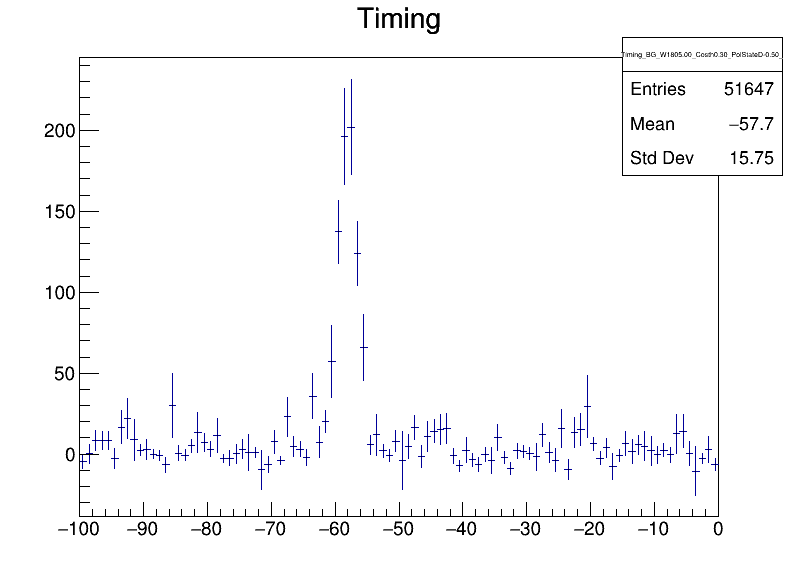 Timing
Timing_BG_W1805.00_Costh0.30_PolStateD-0.50_
Entries 51647
Mean −57.7
Std Dev 15.75
200
150
100
50
0
−100 −90 −80 −70 −60 −50 −40 −30 −20 −10 0